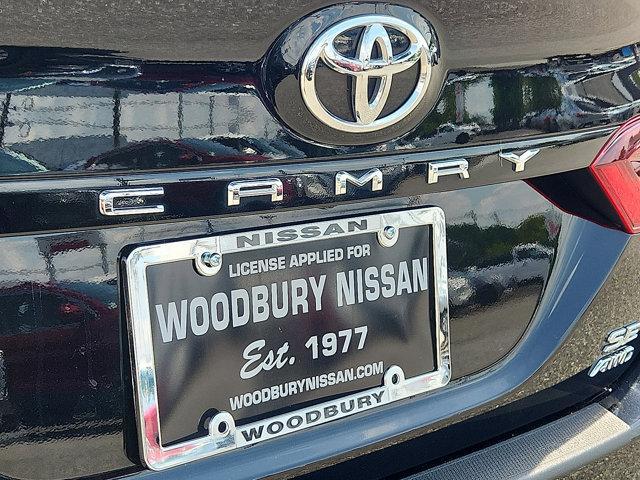 CAMRY
NISSAN
LICENSE APPLIED FOR
WOODBURY NISSAN
Est. 1977
WOODBURYNISSAN.COM
WOODBURY
SE
AWD